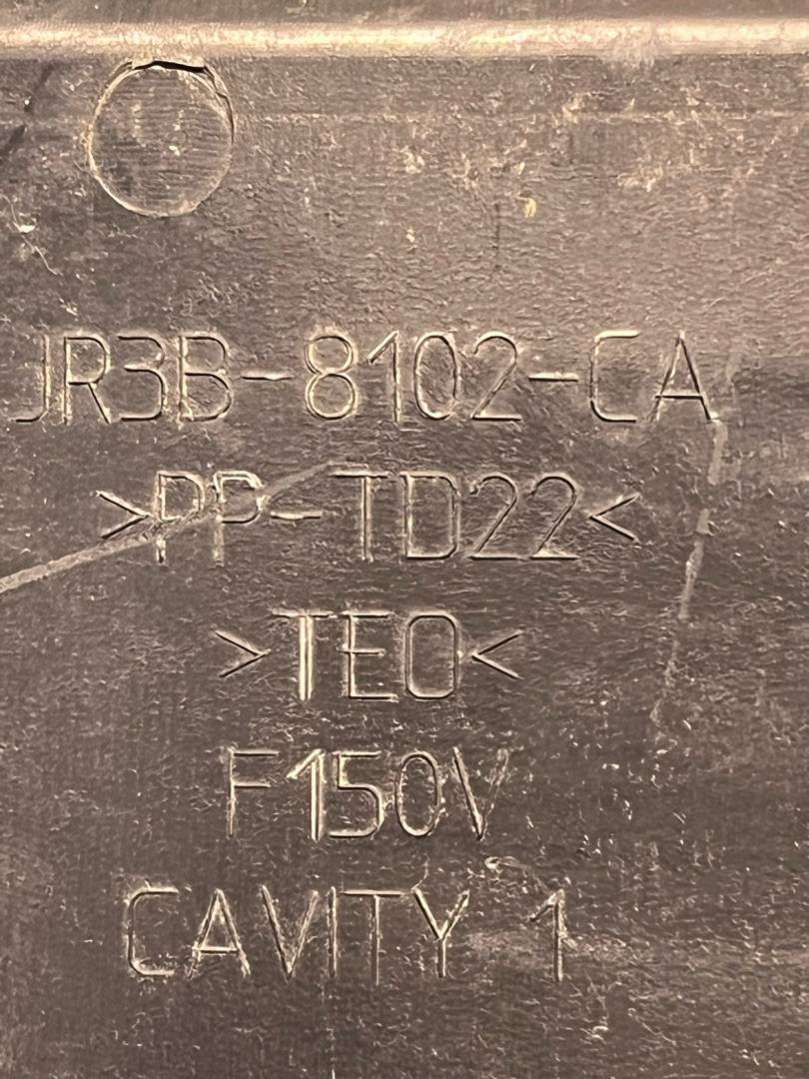 JR3B-8102-CA
>PP-TD22<
>TEO<
F150V
CAVITY 1